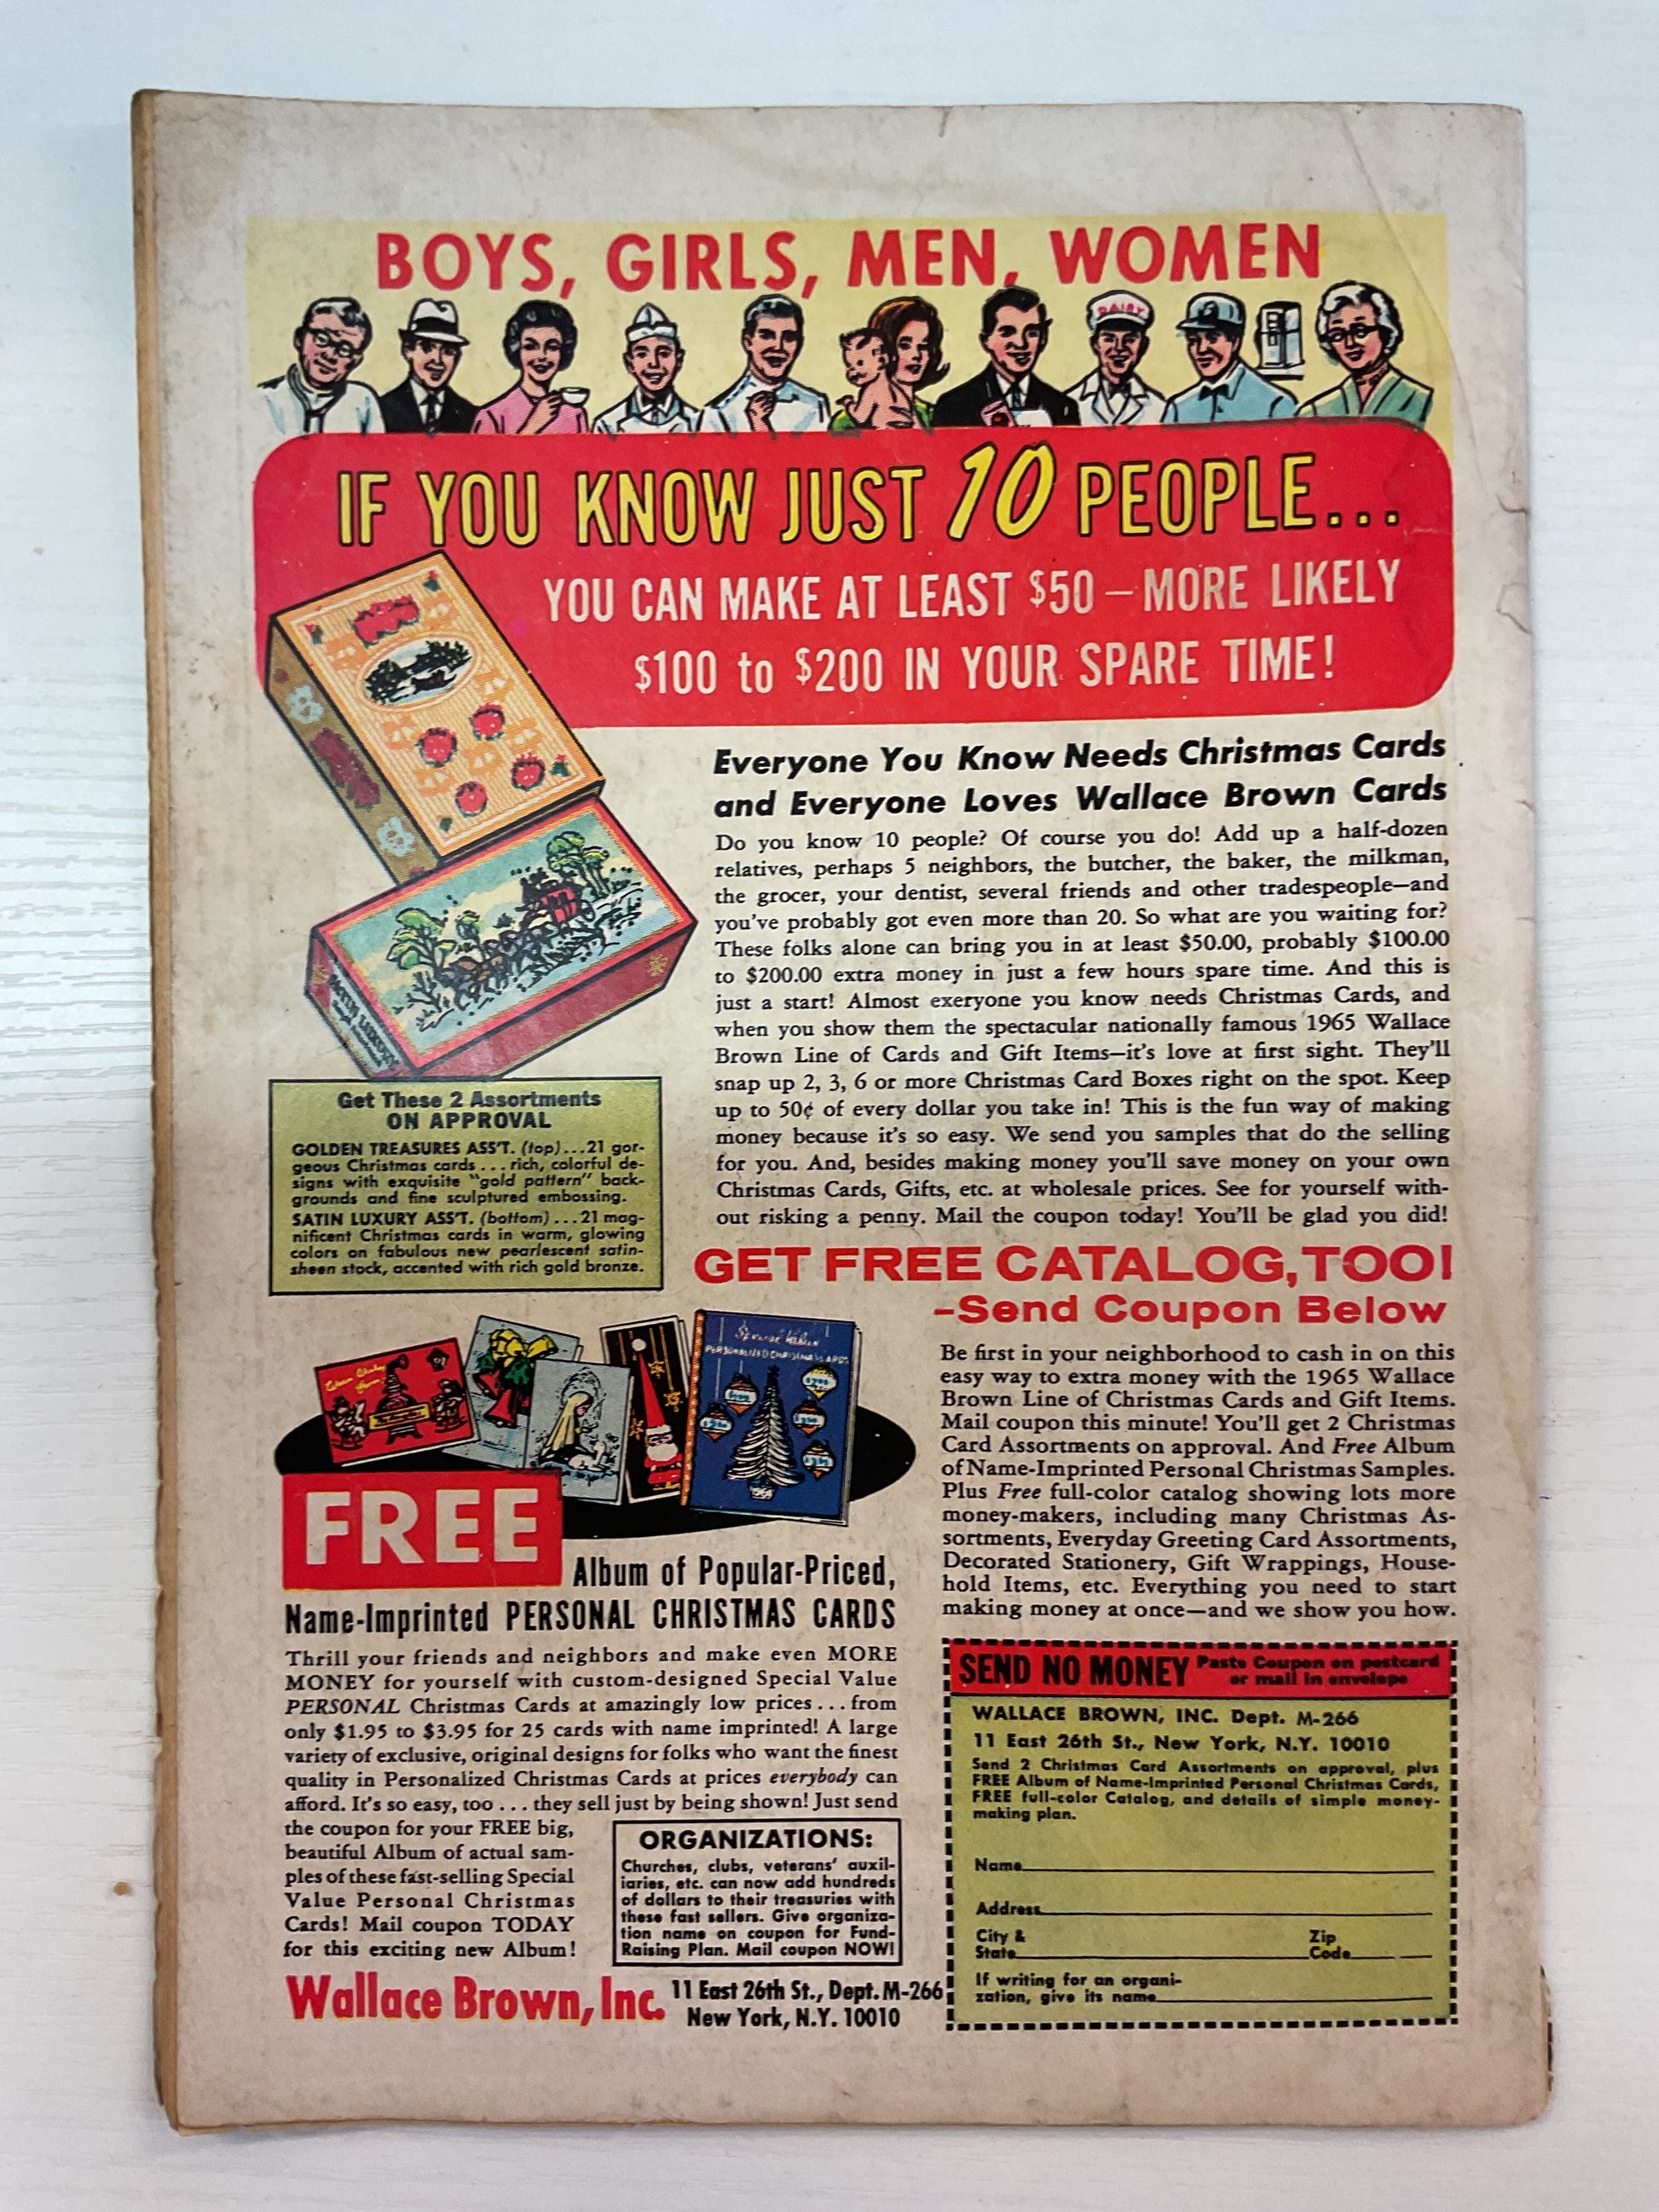 BOYS, GIRLS, MEN, WOMEN
DAIRY
IF YOU KNOW JUST 10 PEOPLE...
YOU CAN MAKE AT LEAST $50 – MORE LIKELY
$100 to $200 IN YOUR SPARE TIME!
Everyone You Know Needs Christmas Cards
and Everyone Loves Wallace Brown Cards
Do you know 10 people? Of course you do! Add up a half-dozen
relatives, perhaps 5 neighbors, the butcher, the baker, the milkman,
the grocer, your dentist, several friends and other tradespeople—and
you've probably got even more than 20. So what are you waiting for?
These folks alone can bring you in at least $50.00, probably $100.00
to $200.00 extra money in just a few hours spare time. And this is
just a start! Almost exeryone you know needs Christmas Cards, and
when you show them the spectacular nationally famous 1965 Wallace
Brown Line of Cards and Gift Items—it's love at first sight. They'll
snap up 2, 3, 6 or more Christmas Card Boxes right on the spot. Keep
up to 50¢ of every dollar you take in! This is the fun way of making
money because it's so easy. We send you samples that do the selling
for you. And, besides making money you'll save money on your own
Christmas Cards, Gifts, etc. at wholesale prices. See for yourself with-
out risking a penny. Mail the coupon today! You'll be glad you did!
SATIN LUXURY
Get These 2 Assortments
ON APPROVAL
GOLDEN TREASURES ASS'T. (top)...21 gor-
geous Christmas cards ... rich, colorful de-
signs with exquisite "gold pattern" back-
grounds and fine sculptured embossing.
SATIN LUXURY ASS'T. (bottom) ...21 mag-
nificent Christmas cards in warm, glowing
colors on fabulous new pearlescent satin-
sheen stock, accented with rich gold bronze.
GET FREE CATALOG, TOO!
–Send Coupon Below
Be first in your neighborhood to cash in on this
easy way to extra money with the 1965 Wallace
Brown Line of Christmas Cards and Gift Items.
Mail coupon this minute! You'll get 2 Christmas
Card Assortments on approval. And Free Album
of Name-Imprinted Personal Christmas Samples.
Plus Free full-color catalog showing lots more
money-makers, including many Christmas As-
sortments, Everyday Greeting Card Assortments,
Decorated Stationery, Gift Wrappings, House-
hold Items, etc. Everything you need to start
making money at once—and we show you how.
Special Value
PERSONALIZED CHRISTMAS CARDS
FREE
Album of Popular-Priced,
Name-Imprinted PERSONAL CHRISTMAS CARDS
Thrill your friends and neighbors and make even MORE
MONEY for yourself with custom-designed Special Value
PERSONAL Christmas Cards at amazingly low prices ... from
only $1.95 to $3.95 for 25 cards with name imprinted! A large
variety of exclusive, original designs for folks who want the finest
quality in Personalized Christmas Cards at prices everybody can
afford. It's so easy, too ... they sell just by being shown! Just send
the coupon for your FREE big,
beautiful Album of actual sam-
ples of these fast-selling Special
Value Personal Christmas
Cards! Mail coupon TODAY
for this exciting new Album!
ORGANIZATIONS:
Churches, clubs, veterans' auxil-
iaries, etc. can now add hundreds
of dollars to their treasuries with
these fast sellers. Give organiza-
tion name on coupon for Fund-
Raising Plan. Mail coupon NOW!
Wallace Brown, Inc. 11 East 26th St., Dept. M-266
New York, N.Y. 10010
SEND NO MONEY Paste Coupon on postcard
or mail in envelope
WALLACE BROWN, INC. Dept. M-266
11 East 26th St., New York, N.Y. 10010
Send 2 Christmas Card Assortments on approval, plus
FREE Album of Name-Imprinted Personal Christmas Cards,
FREE full-color Catalog, and details of simple money-
making plan.
Name
Address
City &
State
Zip
Code
If writing for an organi-
zation, give its name